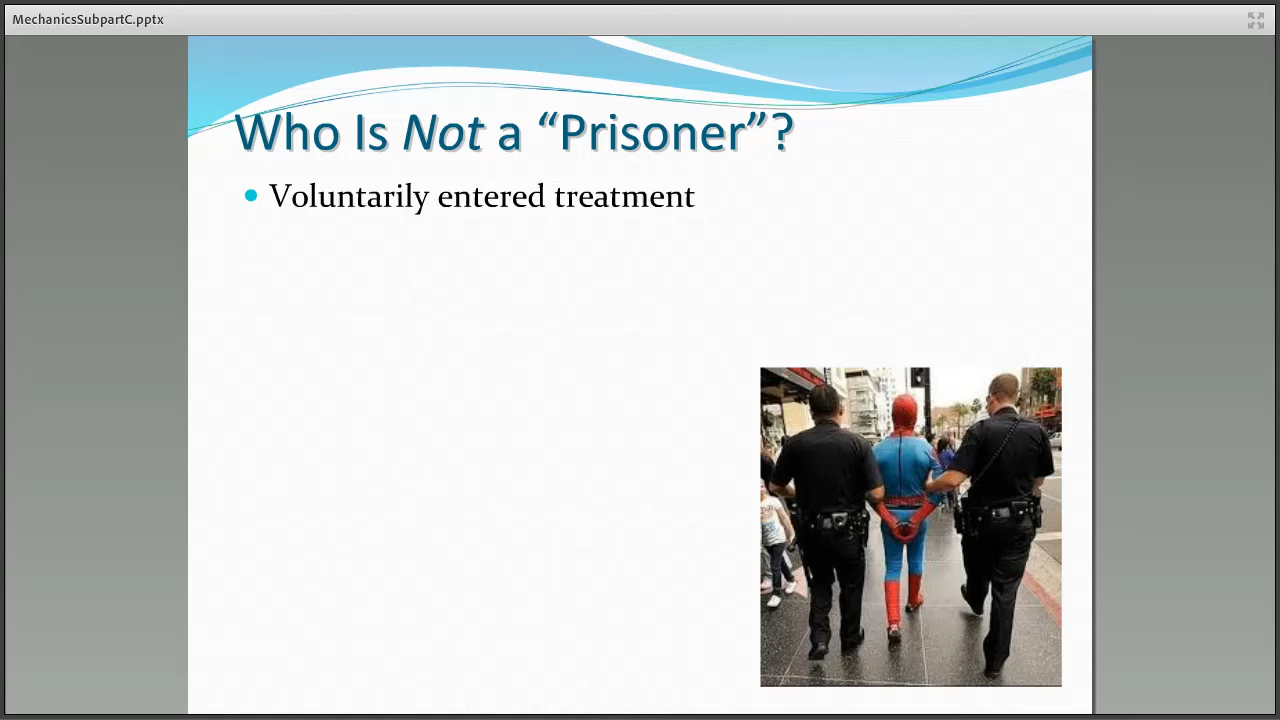 MechanicsSubpartC.pptx
Who Is Not a “Prisoner”?
Voluntarily entered treatment